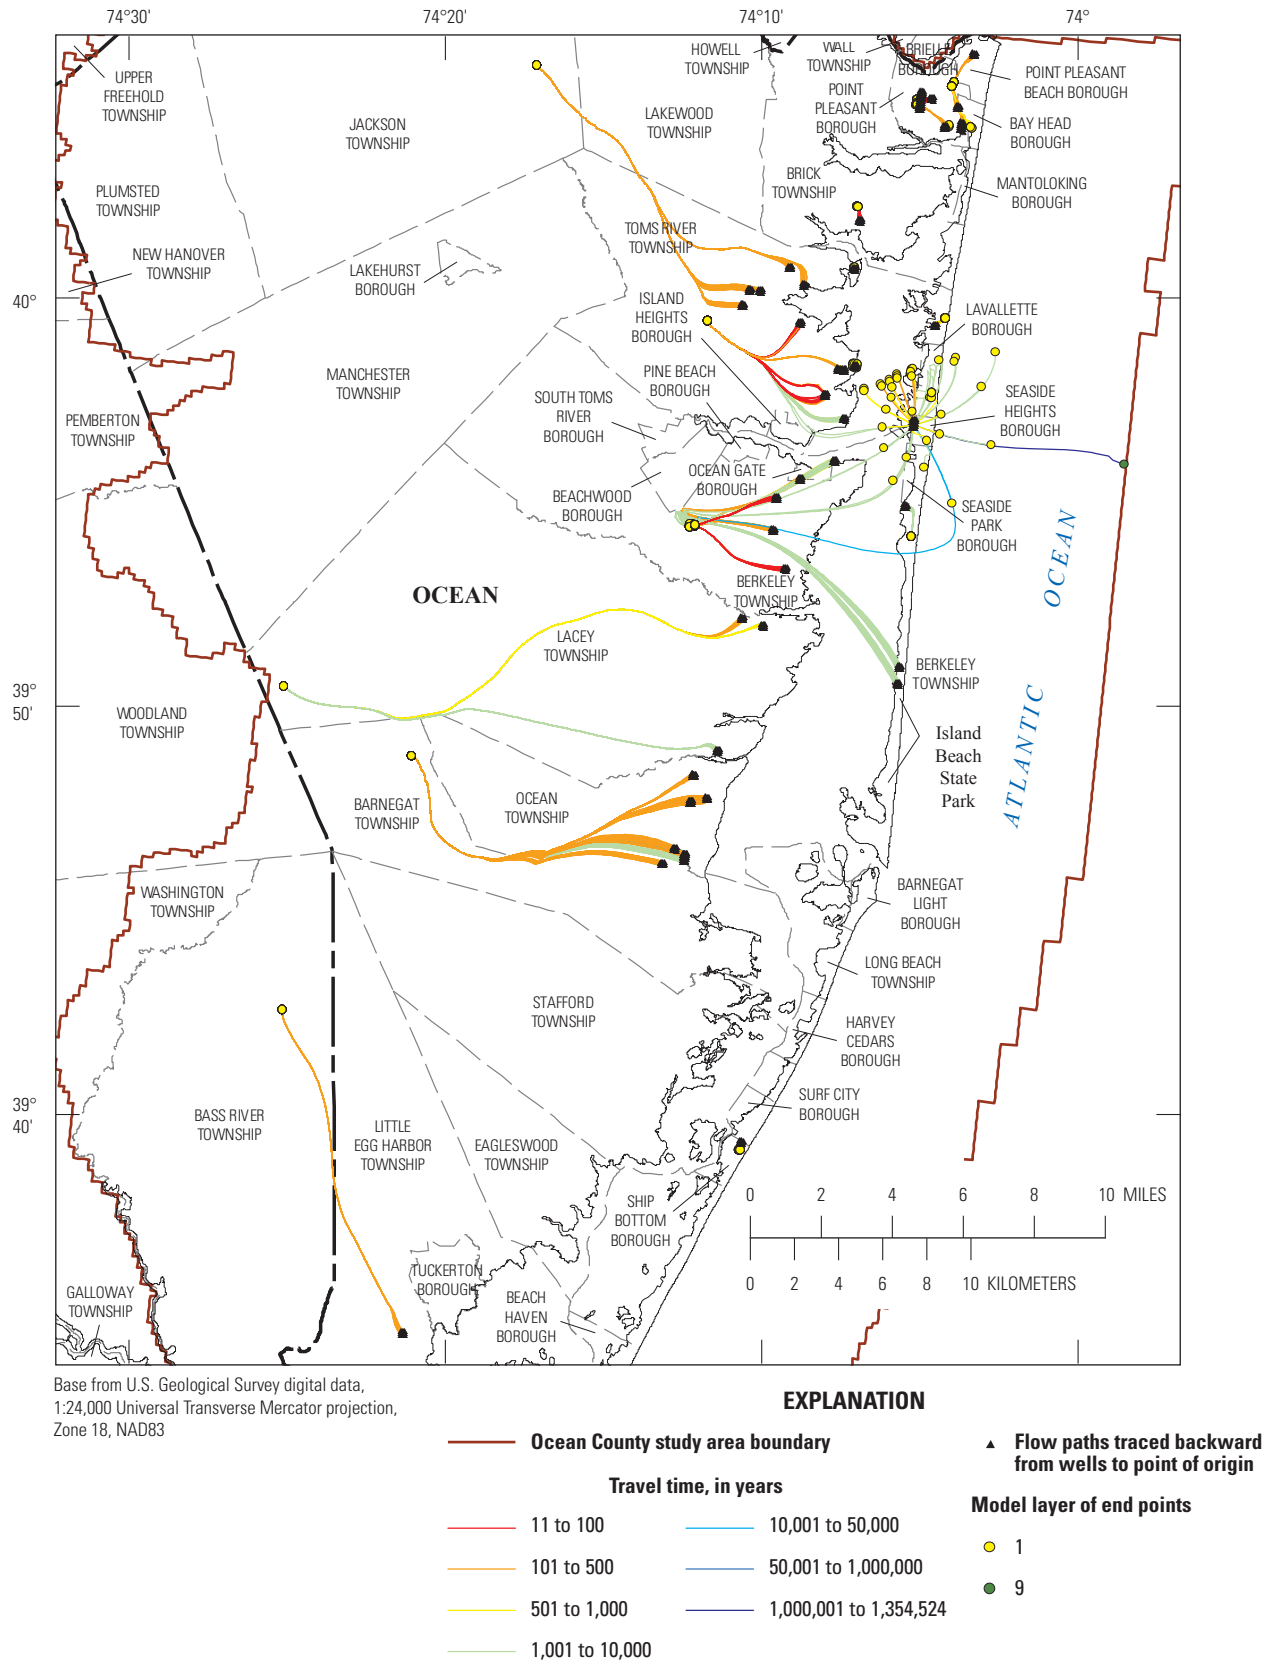 74°30'
74°20'
74°10'
74°
UPPER
FREEHOLD
TOWNSHIP
JACKSON
TOWNSHIP
HOWELL
TOWNSHIP
WALL
TOWNSHIP
BRIELLE
BOROUGH
POINT PLEASANT
BEACH BOROUGH
LAKEWOOD
TOWNSHIP
POINT
PLEASANT
BOROUGH
BAY HEAD
BOROUGH
PLUMSTED
TOWNSHIP
BRICK
TOWNSHIP
MANTOLOKING
BOROUGH
NEW HANOVER
TOWNSHIP
LAKEHURST
BOROUGH
TOMS RIVER
TOWNSHIP
40°
ISLAND
HEIGHTS
BOROUGH
LAVALLETTE
BOROUGH
MANCHESTER
TOWNSHIP
PINE BEACH
BOROUGH
SEASIDE
HEIGHTS
BOROUGH
PEMBERTON
TOWNSHIP
SOUTH TOMS
RIVER
BOROUGH
OCEAN GATE
BOROUGH
BEACHWOOD
BOROUGH
SEASIDE
PARK
BOROUGH
OCEAN
BERKELEY
TOWNSHIP
ATLANTIC OCEAN
LACEY
TOWNSHIP
BERKELEY
TOWNSHIP
39°
50'
WOODLAND
TOWNSHIP
Island
Beach
State
Park
BARNEGAT
TOWNSHIP
OCEAN
TOWNSHIP
WASHINGTON
TOWNSHIP
BARNEGAT
LIGHT
BOROUGH
LONG BEACH
TOWNSHIP
STAFFORD
TOWNSHIP
HARVEY
CEDARS
BOROUGH
SURF CITY
BOROUGH
39°
40'
BASS RIVER
TOWNSHIP
LITTLE
EGG HARBOR
TOWNSHIP
EAGLESWOOD
TOWNSHIP
SHIP
BOTTOM
BOROUGH
0 2 4 6 8 10 MILES
0 2 4 6 8 10 KILOMETERS
TUCKERTON
BOROUGH
GALLOWAY
TOWNSHIP
BEACH
HAVEN
BOROUGH
Base from U.S. Geological Survey digital data,
1:24,000 Universal Transverse Mercator projection,
Zone 18, NAD83
EXPLANATION
Ocean County study area boundary
Travel time, in years
11 to 100
101 to 500
501 to 1,000
1,001 to 10,000
10,001 to 50,000
50,001 to 1,000,000
1,000,001 to 1,354,524
Flow paths traced backward
from wells to point of origin
Model layer of end points
1
9